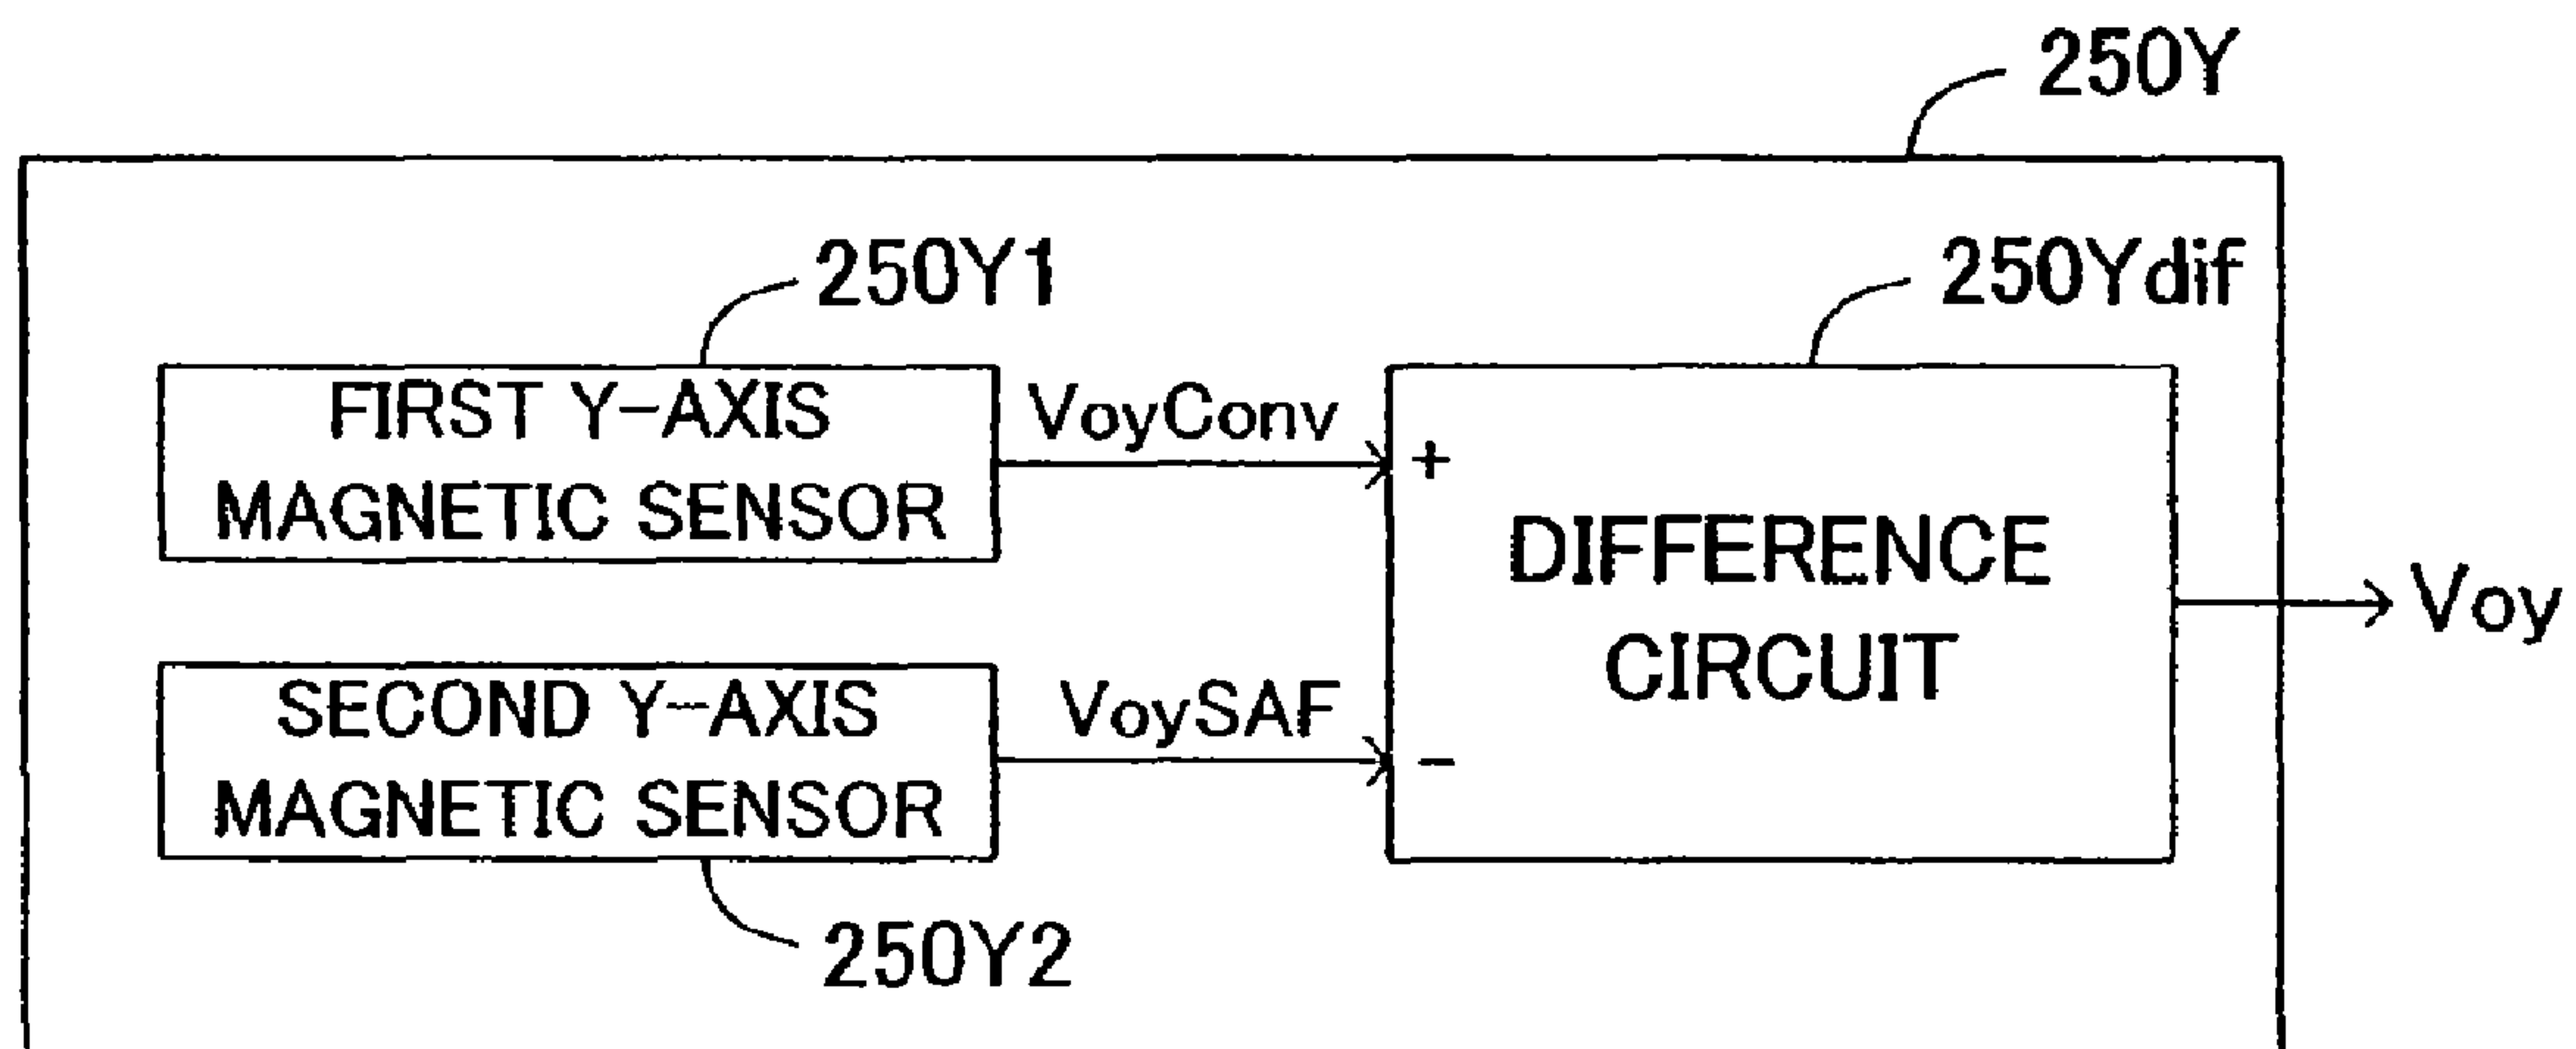 250Y
250Y1
250Ydif
FIRST Y-AXIS
MAGNETIC SENSOR
VoyConv
+
DIFFERENCE
CIRCUIT
Voy
SECOND Y-AXIS
MAGNETIC SENSOR
VoySAF
-
250Y2